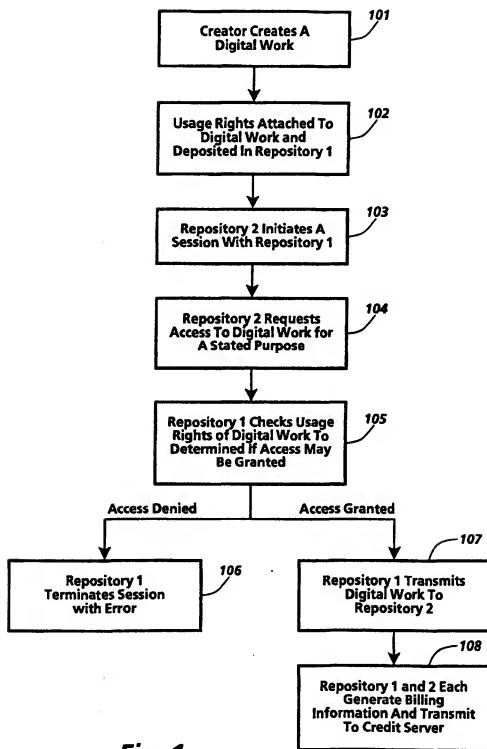 101
Creator Creates A
Digital Work
102
Usage Rights Attached To
Digital Work and
Deposited In Repository 1
103
Repository 2 Initiates A
Session With Repository 1
104
Repository 2 Requests
Access To Digital Work for
A Stated Purpose
105
Repository 1 Checks Usage
Rights of Digital Work To
Determined If Access May
Be Granted
Access Denied
Access Granted
106
Repository 1
Terminates Session
with Error
107
Repository 1 Transmits
Digital Work To
Repository 2
108
Repository 1 and 2 Each
Generate Billing
Information And Transmit
To Credit Server